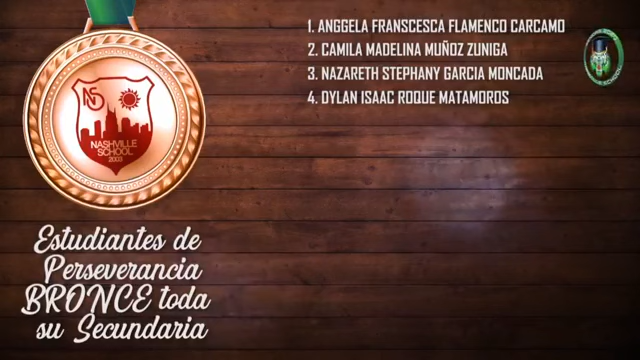 1. ANGGELA FRANSCESCA FLAMENCO CARCAMO
2. CAMILA MADELINA MUÑOZ ZUNIGA
3. NAZARETH STEPHANY GARCIA MONCADA
4. DYLAN ISAAC ROQUE MATAMOROS
NS
NASHVILLE
SCHOOL
2003
Estudiantes de
Perseverancia
BRONCE toda
su Secundaria